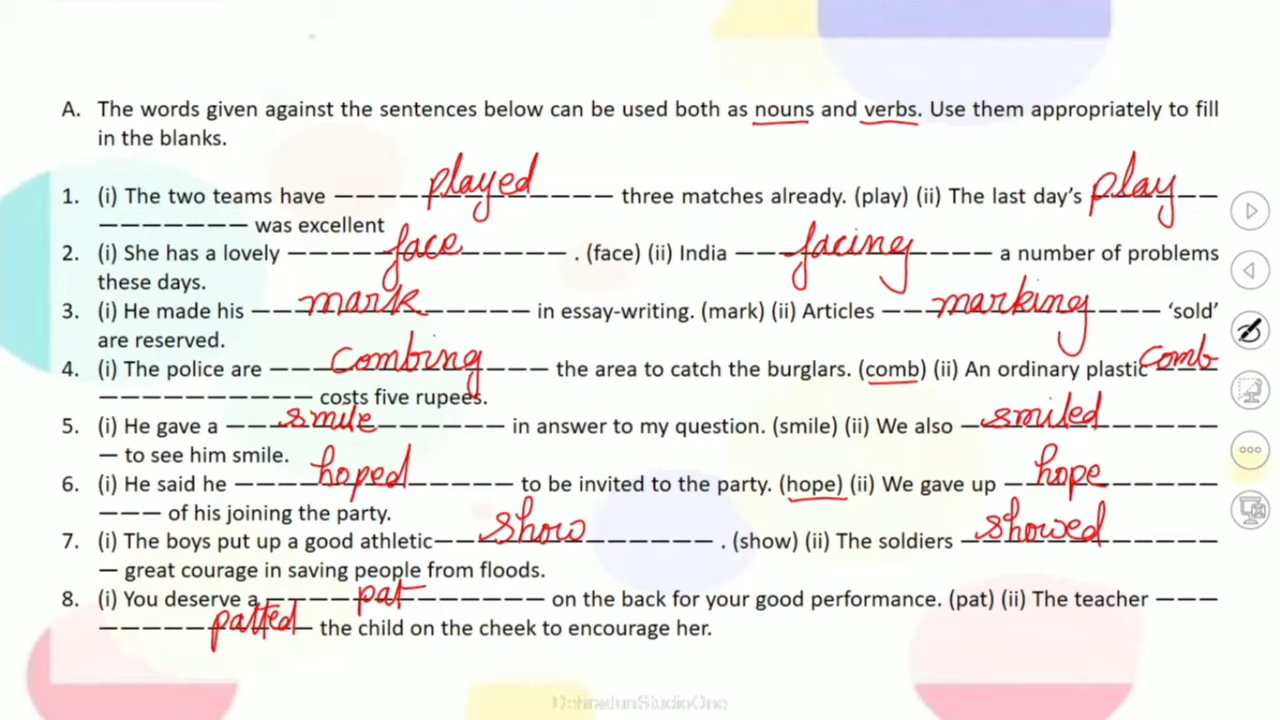 A. The words given against the sentences below can be used both as nouns and verbs. Use them appropriately to fill
in the blanks.
1. (i) The two teams have — — — — — played — — — — three matches already. (play) (ii) The last day's play — —
— — — — — — — — was excellent
2. (i) She has a lovely — — — — — face — — — — — . (face) (ii) India — — — facing — — — — a number of problems
these days.
3. (i) He made his — — — mark — — — — — in essay-writing. (mark) (ii) Articles — — — marking — — — — 'sold'
are reserved.
4. (i) The police are — — — — combing — — — the area to catch the burglars. (comb) (ii) An ordinary plastic comb — —
— — — — — — — — — — costs five rupees.
5. (i) He gave a — — — smile — — — — — — in answer to my question. (smile) (ii) We also — smiled — — — — —
— to see him smile.
6. (i) He said he — — — — hoped — — — — — to be invited to the party. (hope) (ii) We gave up — — hope — — — — —
— — — of his joining the party.
7. (i) The boys put up a good athletic — — show — — — — — — . (show) (ii) The soldiers — showed — — — — —
— great courage in saving people from floods.
8. (i) You deserve a — — — — — pat — — — — — — on the back for your good performance. (pat) (ii) The teacher — — —
— — — — — patted — the child on the cheek to encourage her.
DehradunStudioOne